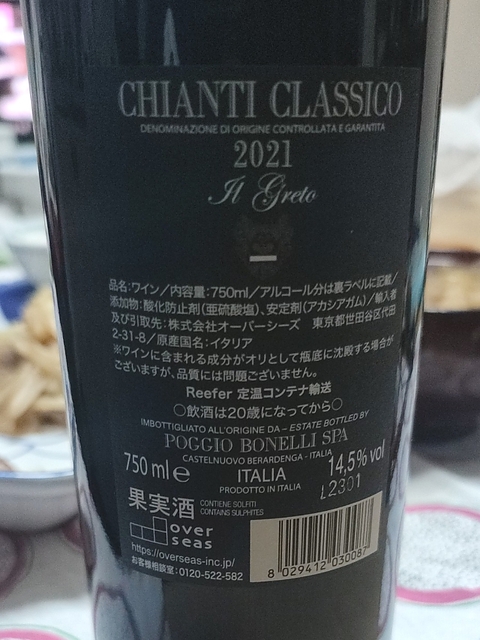 CHIANTI CLASSICO
DENOMINAZIONE DI ORIGINE CONTROLLATA E GARANTITA
2021
Il Greto
品名:ワイン/内容量:750ml/アルコール分は裏ラベルに記載/
添加物:酸化防止剤(亜硫酸塩)、安定剤(アカシアガム)/輸入者
及び引取先:株式会社オーバーシーズ 東京都世田谷区代田
2-31-8/原産国名:イタリア
※ワインに含まれる成分がオリとして瓶底に沈殿する場合が
ございますが、品質には問題ございません。
Reefer 定温コンテナ輸送
○飲酒は20歳になってから○
IMBOTTIGLIATO ALL'ORIGINE DA – ESTATE BOTTLED BY
POGGIO BONELLI SPA
CASTELNUOVO BERARDENGA - ITALIA
750 ml e ITALIA 14,5% vol
PRODOTTO IN ITALIA
L2301
果実酒 CONTIENE SOLFITI
CONTAINS SULPHITES
over
seas
https://overseas-inc.jp/
お客様相談室:0120-522-582
8 029412 030087